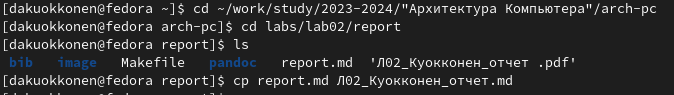 [dakuokkonen@fedora ~]$ cd ~/work/study/2023-2024/"Архитектура Компьютера"/arch-pc
[dakuokkonen@fedora arch-pc]$ cd labs/lab02/report
[dakuokkonen@fedora report]$ ls
bib image Makefile pandoc report.md 'Л02_Куокконен_отчет .pdf'
[dakuokkonen@fedora report]$ cp report.md Л02_Куокконен_отчет.md